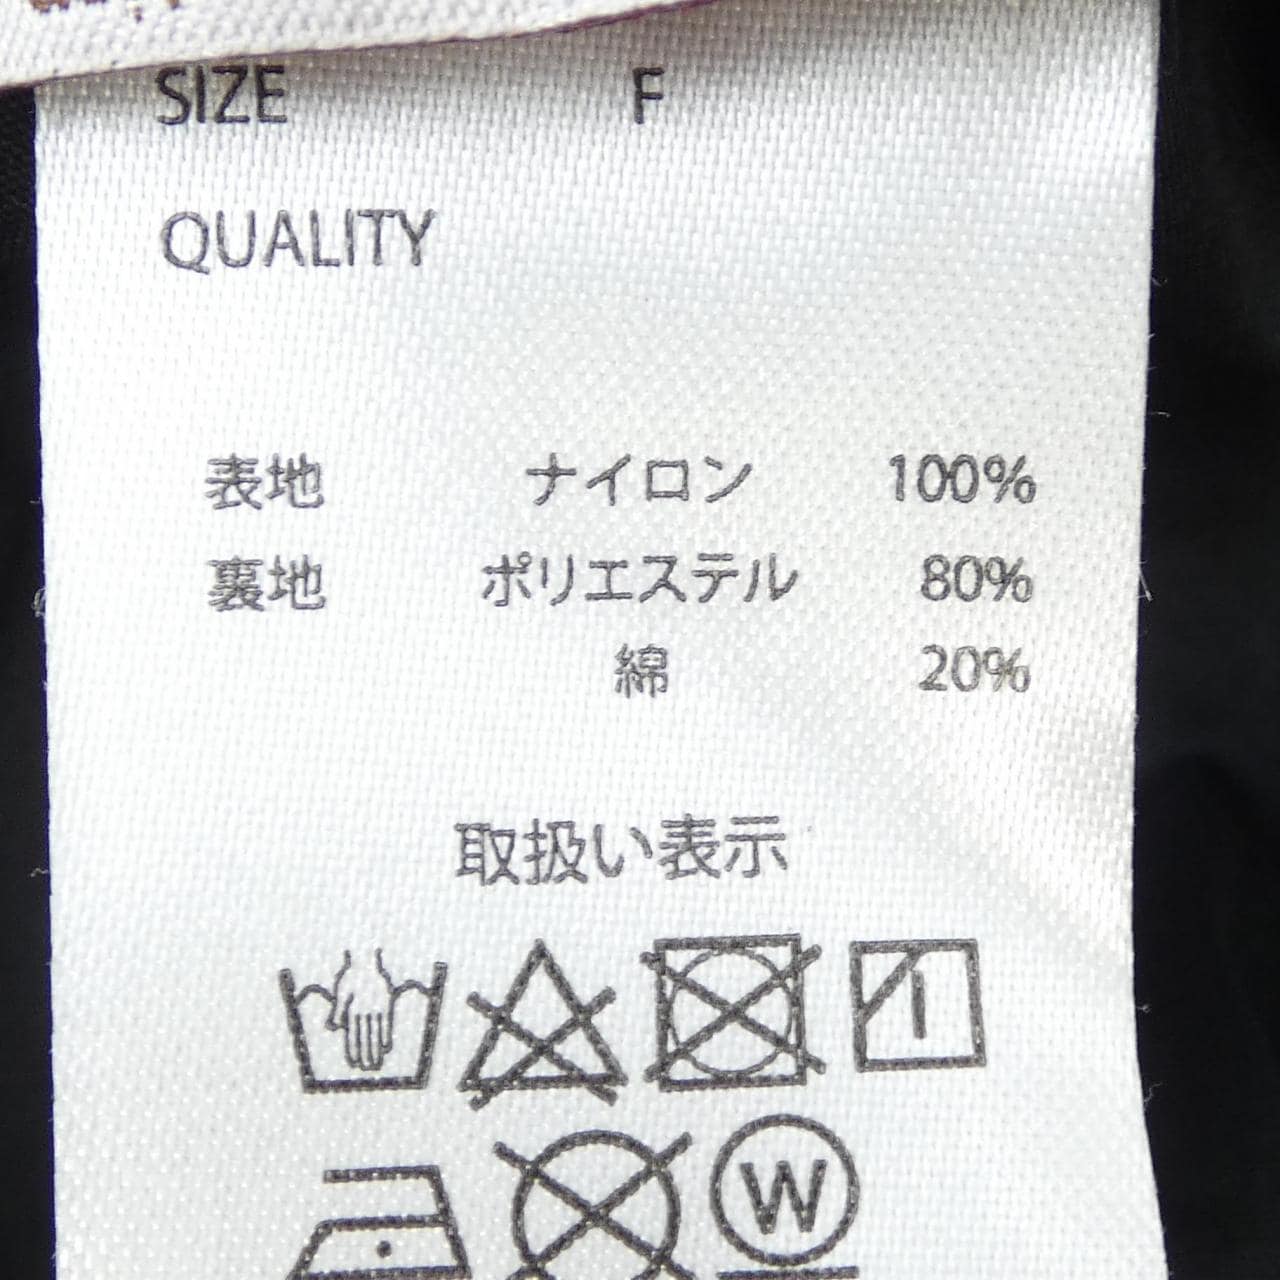 SIZE F
QUALITY
表地 ナイロン 100%
裏地 ポリエステル 80%
綿 20%
取扱い表示
W